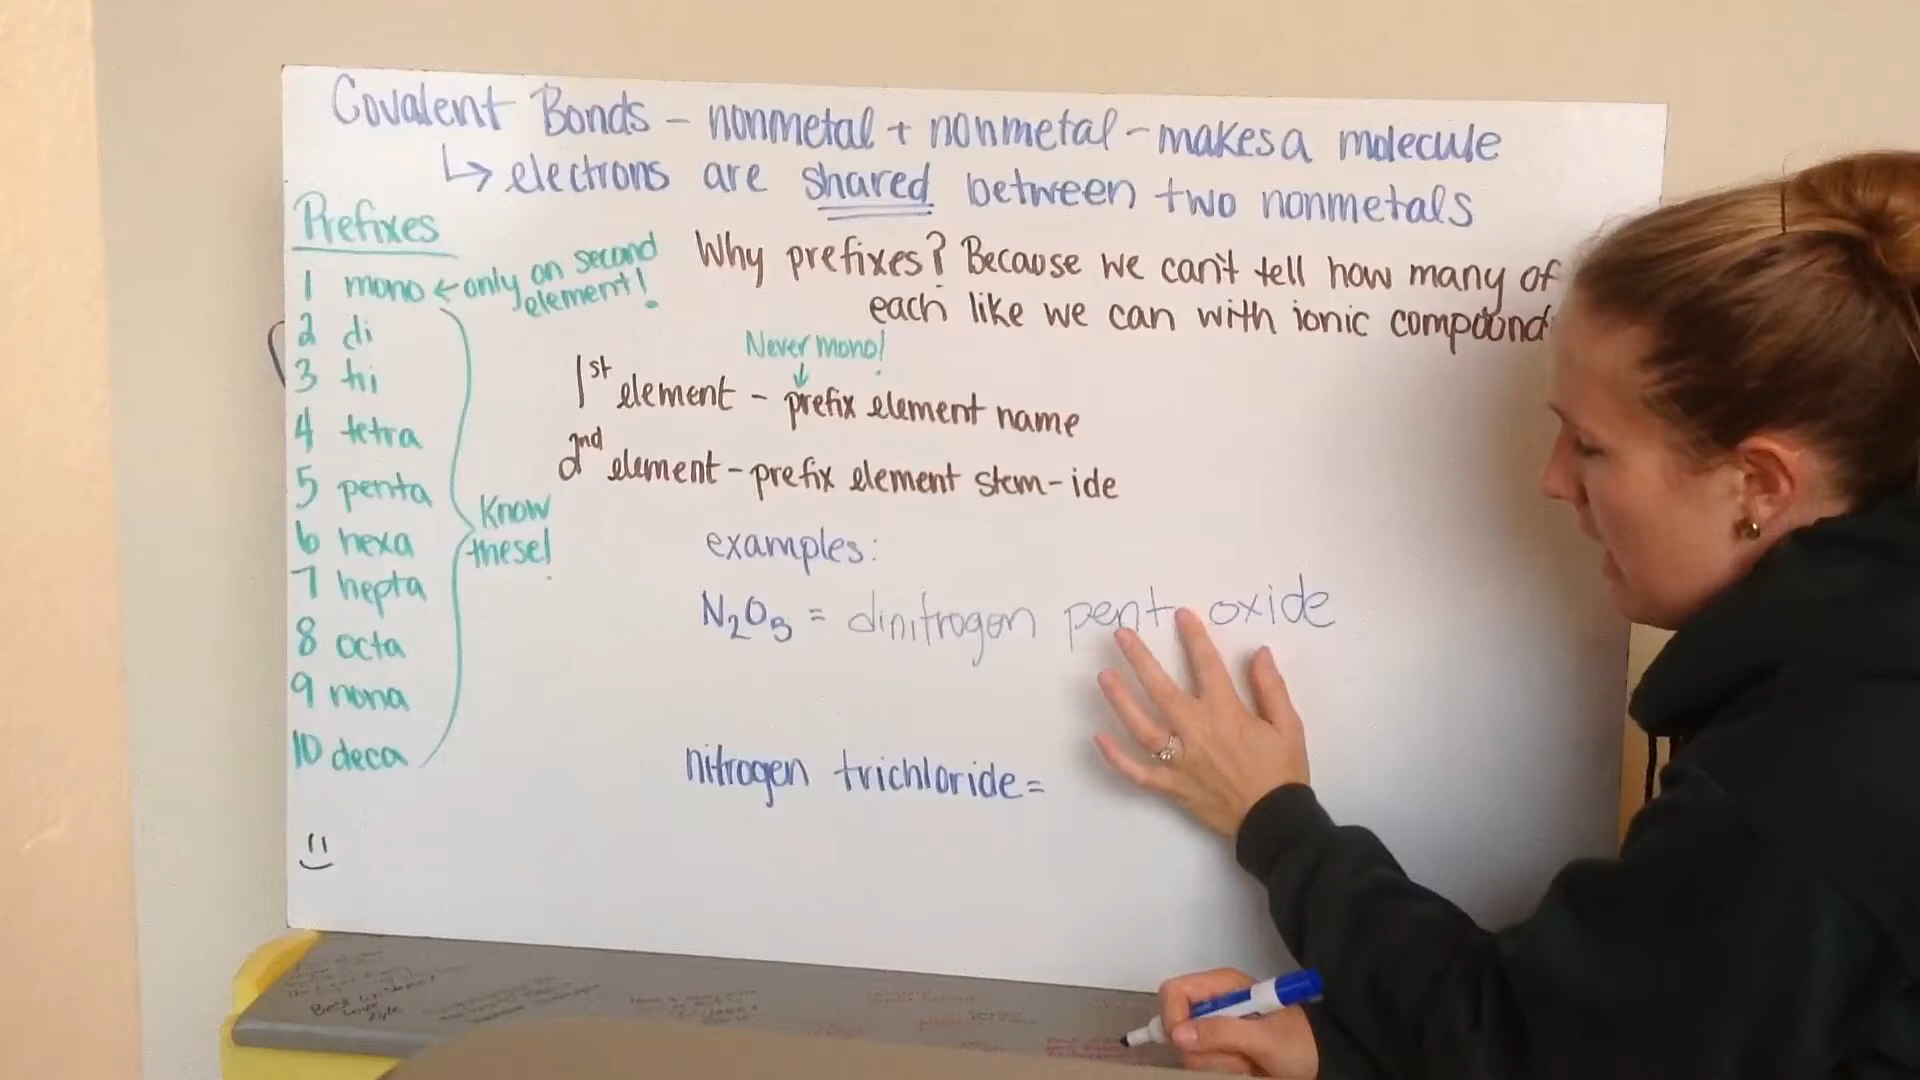 Covalent Bonds - nonmetal + nonmetal - makes a molecule
↳ electrons are shared between two nonmetals
Prefixes
1 mono ← only on second element!
2 di
3 tri
4 tetra
5 penta
6 hexa
7 hepta
8 octa
9 nona
10 deca
Know
these!
Why prefixes? Because we can't tell how many of
each like we can with ionic compound
Never mono!
↓
1st element - prefix element name
2nd element - prefix element stem-ide
examples:
N2O5 = dinitrogen pent oxide
nitrogen trichloride =